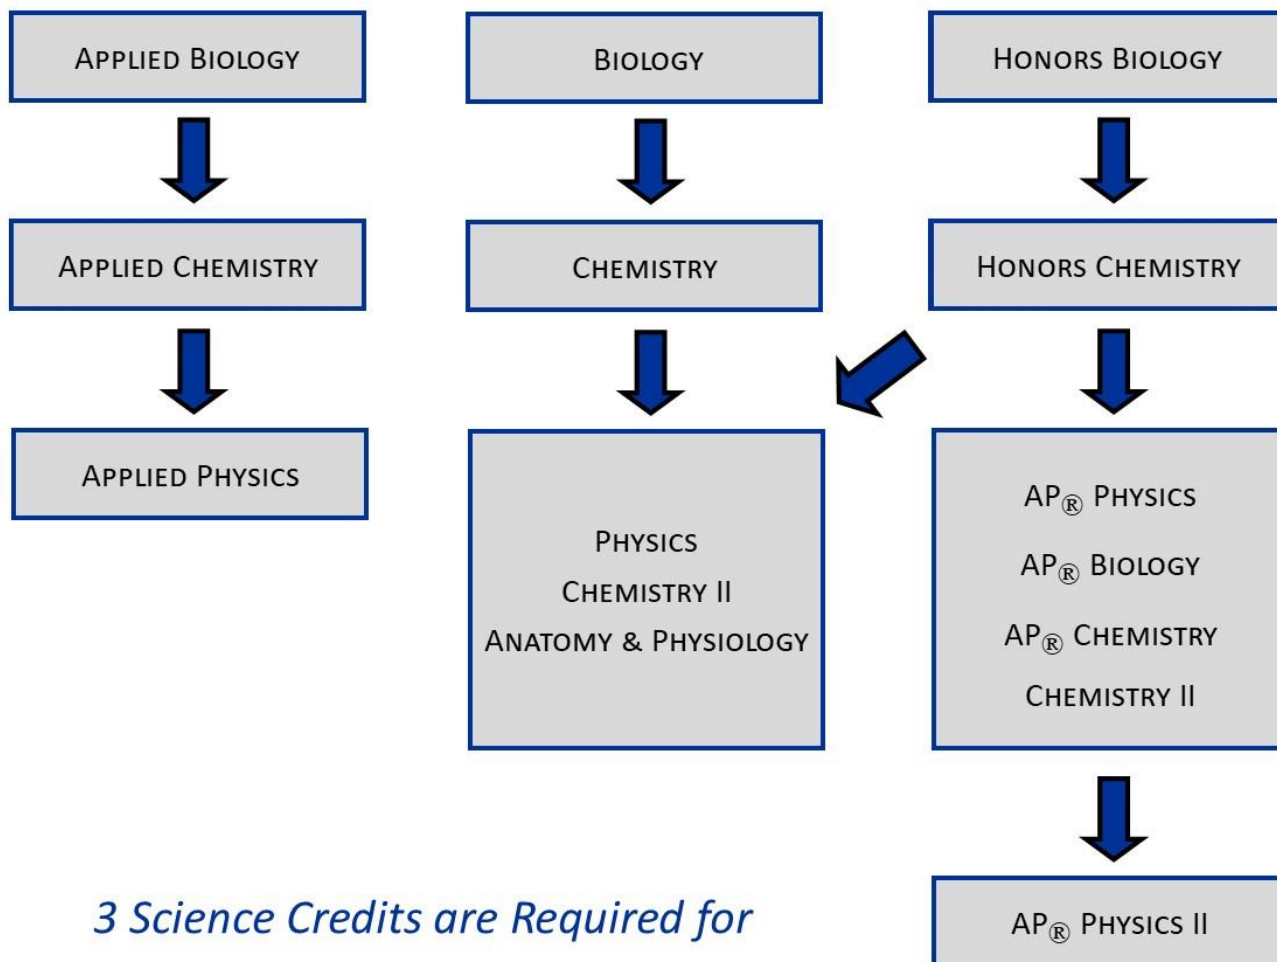 APPLIED BIOLOGY
BIOLOGY
HONORS BIOLOGY
APPLIED CHEMISTRY
CHEMISTRY
HONORS CHEMISTRY
APPLIED PHYSICS
PHYSICS
CHEMISTRY II
ANATOMY & PHYSIOLOGY
AP® PHYSICS
AP® BIOLOGY
AP® CHEMISTRY
CHEMISTRY II
3 Science Credits are Required for
AP® PHYSICS II